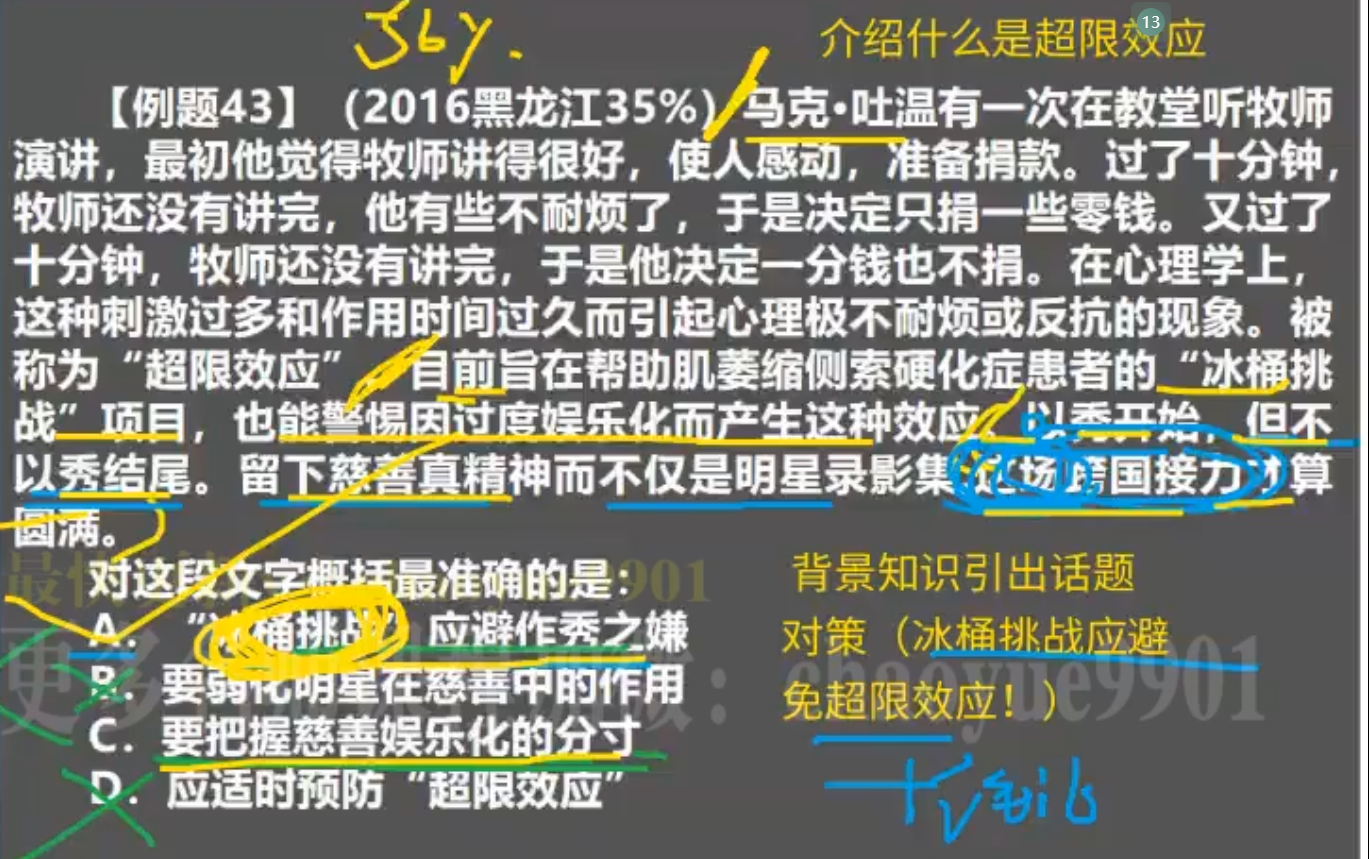 36y.
13
介绍什么是超限效应
【例题43】（2016黑龙江35%）马克·吐温有一次在教堂听牧师
演讲，最初他觉得牧师讲得很好，使人感动，准备捐款。过了十分钟，
牧师还没有讲完，他有些不耐烦了，于是决定只捐一些零钱。又过了
十分钟，牧师还没有讲完，于是他决定一分钱也不捐。在心理学上，
这种刺激过多和作用时间过久而引起心理极不耐烦或反抗的现象。被
称为“超限效应”，目前旨在帮助肌萎缩侧索硬化症患者的“冰桶挑
战”项目，也能警惕因过度娱乐化而产生这种效应。以秀开始，但不
以秀结尾。留下慈善真精神而不仅是明星录影集这场跨国接力才算
圆满。
对这段文字概括最准确的是：
A．“冰桶挑战”应避作秀之嫌
B．要弱化明星在慈善中的作用
C．要把握慈善娱乐化的分寸
D．应适时预防“超限效应”
背景知识引出话题
对策（冰桶挑战应避
免超限效应！）
chaoyue9901